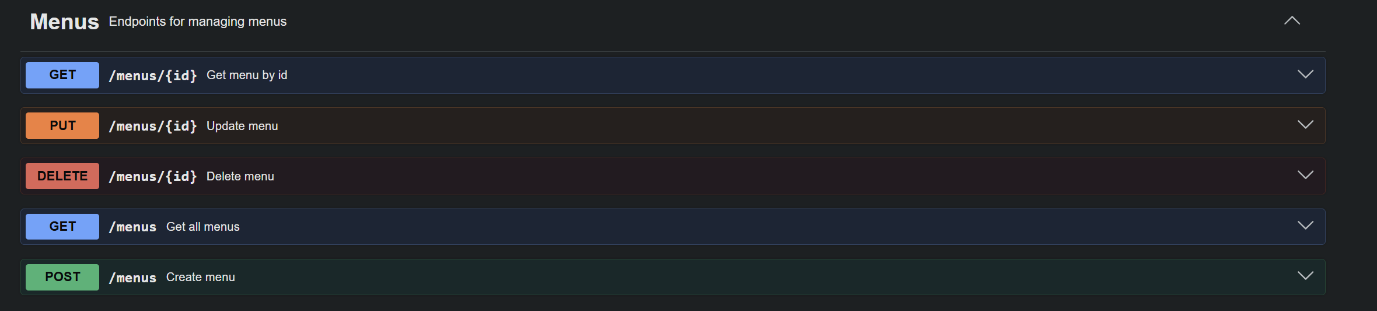 Menus Endpoints for managing menus
GET /menus/{id} Get menu by id
PUT /menus/{id} Update menu
DELETE /menus/{id} Delete menu
GET /menus Get all menus
POST /menus Create menu